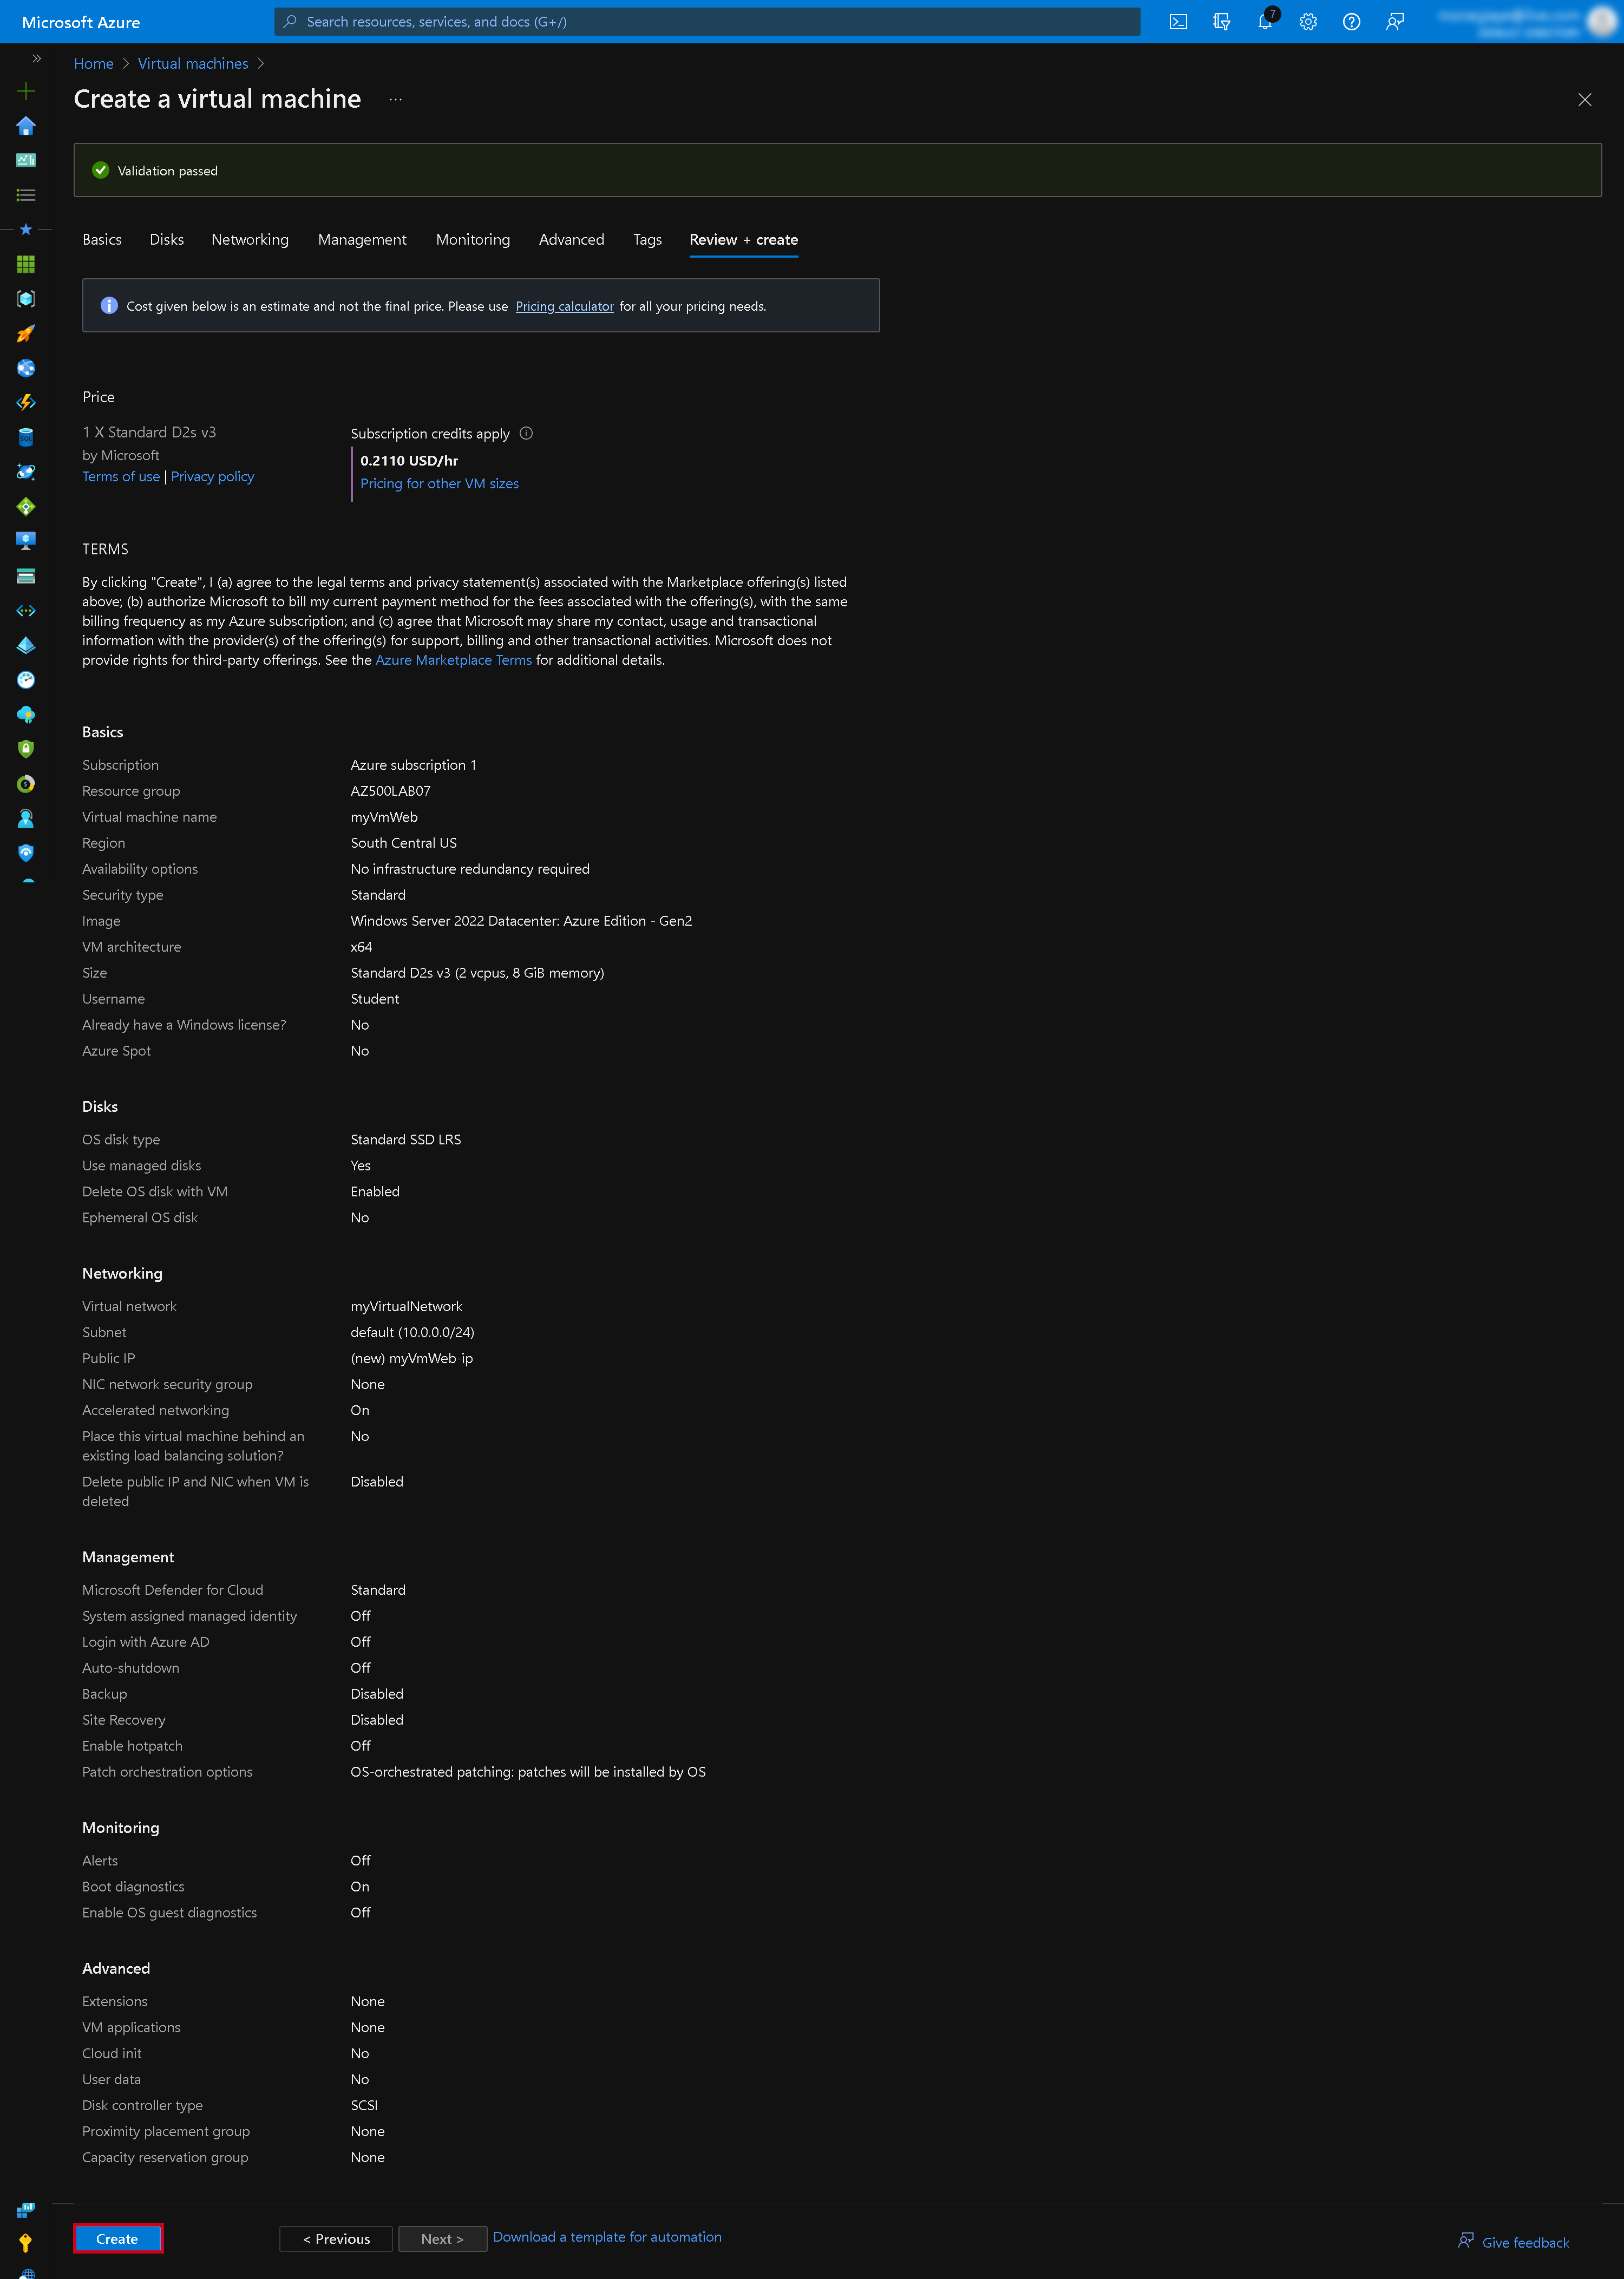 Microsoft Azure
Search resources, services, and docs (G+/)
7
Home > Virtual machines >
Create a virtual machine ...
Validation passed
Basics Disks Networking Management Monitoring Advanced Tags Review + create
Cost given below is an estimate and not the final price. Please use Pricing calculator for all your pricing needs.
Price
1 X Standard D2s v3
by Microsoft
Terms of use | Privacy policy
Subscription credits apply
0.2110 USD/hr
Pricing for other VM sizes
TERMS
By clicking "Create", I (a) agree to the legal terms and privacy statement(s) associated with the Marketplace offering(s) listed
above; (b) authorize Microsoft to bill my current payment method for the fees associated with the offering(s), with the same
billing frequency as my Azure subscription; and (c) agree that Microsoft may share my contact, usage and transactional
information with the provider(s) of the offering(s) for support, billing and other transactional activities. Microsoft does not
provide rights for third-party offerings. See the Azure Marketplace Terms for additional details.
Basics
Subscription Azure subscription 1
Resource group AZ500LAB07
Virtual machine name myVmWeb
Region South Central US
Availability options No infrastructure redundancy required
Security type Standard
Image Windows Server 2022 Datacenter: Azure Edition - Gen2
VM architecture x64
Size Standard D2s v3 (2 vcpus, 8 GiB memory)
Username Student
Already have a Windows license? No
Azure Spot No
Disks
OS disk type Standard SSD LRS
Use managed disks Yes
Delete OS disk with VM Enabled
Ephemeral OS disk No
Networking
Virtual network myVirtualNetwork
Subnet default (10.0.0.0/24)
Public IP (new) myVmWeb-ip
NIC network security group None
Accelerated networking On
Place this virtual machine behind an No
existing load balancing solution?
Delete public IP and NIC when VM is Disabled
deleted
Management
Microsoft Defender for Cloud Standard
System assigned managed identity Off
Login with Azure AD Off
Auto-shutdown Off
Backup Disabled
Site Recovery Disabled
Enable hotpatch Off
Patch orchestration options OS-orchestrated patching: patches will be installed by OS
Monitoring
Alerts Off
Boot diagnostics On
Enable OS guest diagnostics Off
Advanced
Extensions None
VM applications None
Cloud init No
User data No
Disk controller type SCSI
Proximity placement group None
Capacity reservation group None
Create < Previous Next > Download a template for automation Give feedback